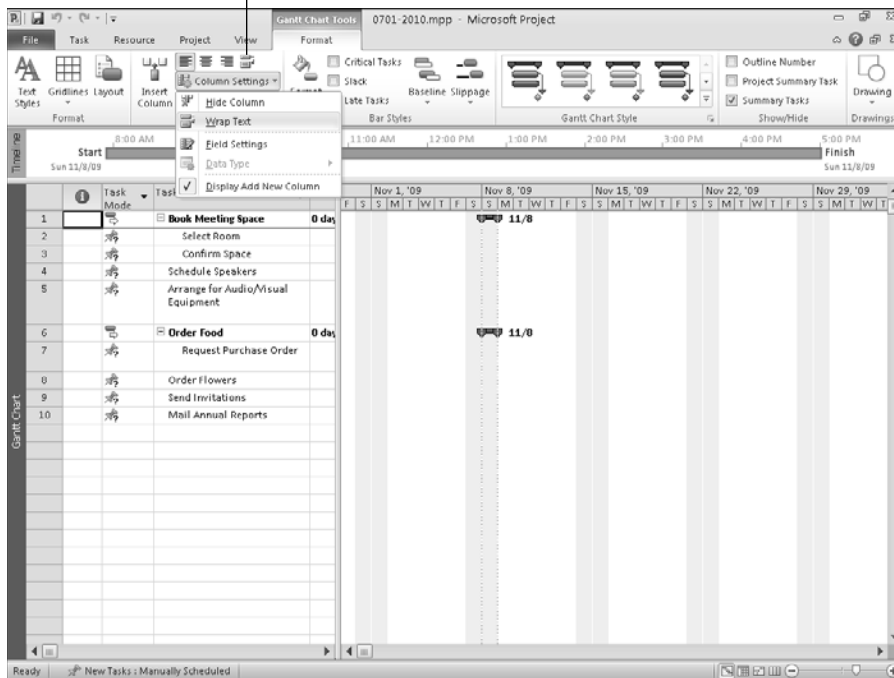 Gantt Chart Tools 0701-2010.mpp - Microsoft Project
File Task Resource Project View Format
Text Styles
Gridlines
Layout
Format
Insert Column
Column Settings
Hide Column
Wrap Text
Field Settings
Data Type
Display Add New Column
Critical Tasks
Slack
Late Tasks
Bar Styles
Baseline
Slippage
Gantt Chart Style
Outline Number
Project Summary Task
Summary Tasks
Show/Hide
Drawing
Drawings
Timeline
8:00 AM 11:00 AM 12:00 PM 1:00 PM 2:00 PM 3:00 PM 4:00 PM 5:00 PM
Start Finish
Sun 11/8/09 Sun 11/8/09
Task Mode
Nov 1, '09 Nov 8, '09 Nov 15, '09 Nov 22, '09 Nov 29, '09
F S S M T W T F S S M T W T F S S M T W T F S S M T W T F S S M T W T
1 Book Meeting Space 0 day 11/8
2 Select Room
3 Confirm Space
4 Schedule Speakers
5 Arrange for Audio/Visual
Equipment
6 Order Food 0 day 11/8
7 Request Purchase Order
8 Order Flowers
9 Send Invitations
10 Mail Annual Reports
Gantt Chart
Ready New Tasks : Manually Scheduled